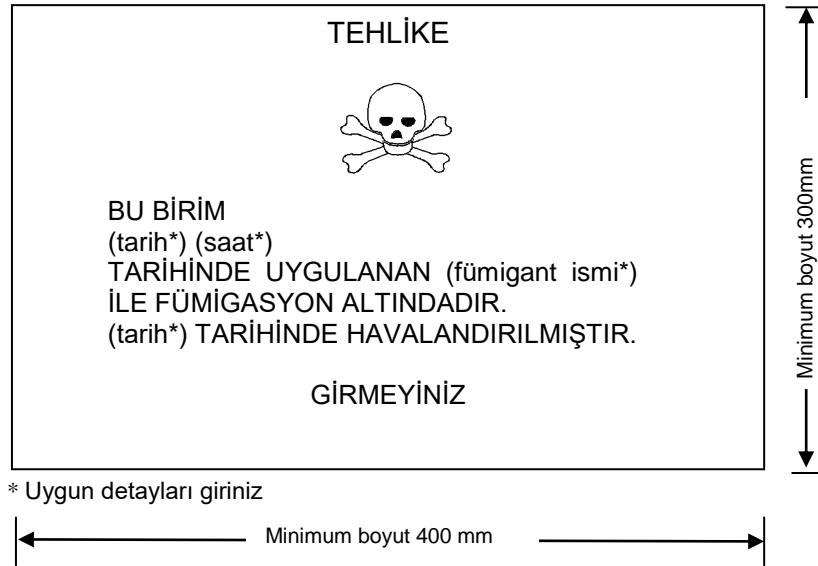 TEHLİKE
BU BİRİM
(tarih*) (saat*)
TARİHİNDE UYGULANAN (fümigant ismi*)
İLE FÜMİGASYON ALTINDADIR.
(tarih*) TARİHİNDE HAVALANDIRILMIŞTIR.
GİRMEYİNİZ
Minimum boyut 300mm
* Uygun detayları giriniz
Minimum boyut 400 mm